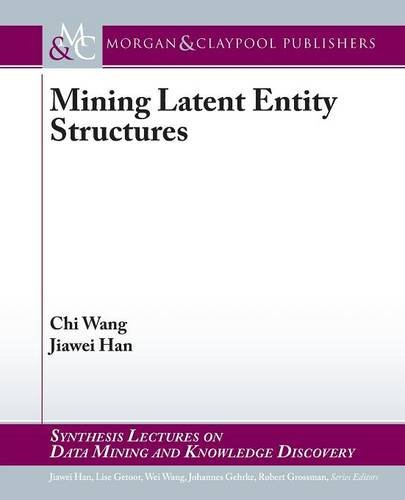 M
&C MORGAN & CLAYPOOL PUBLISHERS
Mining Latent Entity
Structures
Chi Wang
Jiawei Han
SYNTHESIS LECTURES ON
DATA MINING AND KNOWLEDGE DISCOVERY
Jiawei Han, Lise Getoor, Wei Wang, Johannes Gehrke, Robert Grossman, Series Editors